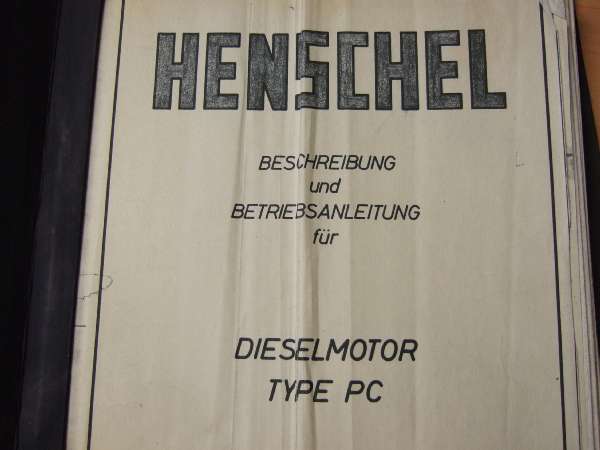 HENSCHEL
BESCHREIBUNG
und
BETRIEBSANLEITUNG
für
DIESELMOTOR
TYPE PC